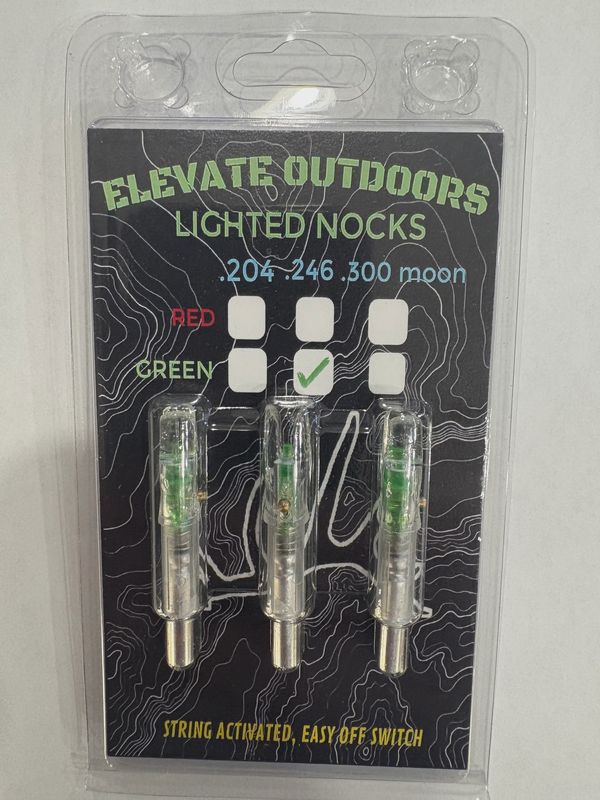 ELEVATE OUTDOORS
LIGHTED NOCKS
.204 .246 .300 moon
RED
GREEN
STRING ACTIVATED, EASY OFF SWITCH